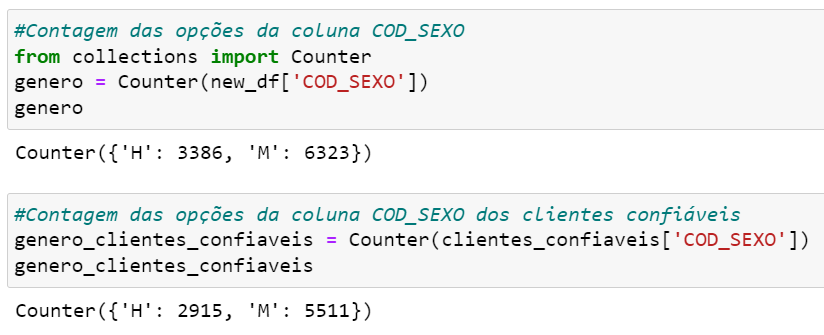 #Contagem das opções da coluna COD_SEXO
from collections import Counter
genero = Counter(new_df['COD_SEXO'])
genero
Counter({'H': 3386, 'M': 6323})
#Contagem das opções da coluna COD_SEXO dos clientes confiáveis
genero_clientes_confiaveis = Counter(clientes_confiaveis['COD_SEXO'])
genero_clientes_confiaveis
Counter({'H': 2915, 'M': 5511})